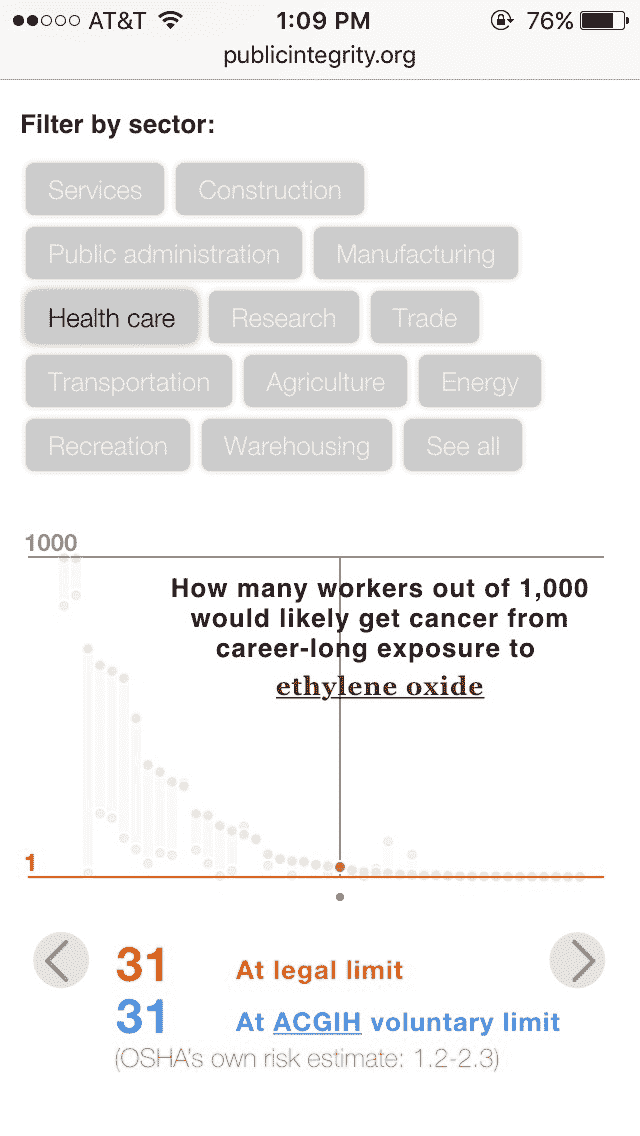 AT&T 1:09 PM 76%
publicintegrity.org
Filter by sector:
Services Construction
Public administration Manufacturing
Health care Research Trade
Transportation Agriculture Energy
Recreation Warehousing See all
1000
How many workers out of 1,000
would likely get cancer from
career-long exposure to
ethylene oxide
1
31 At legal limit
31 At ACGIH voluntary limit
(OSHA's own risk estimate: 1.2-2.3)